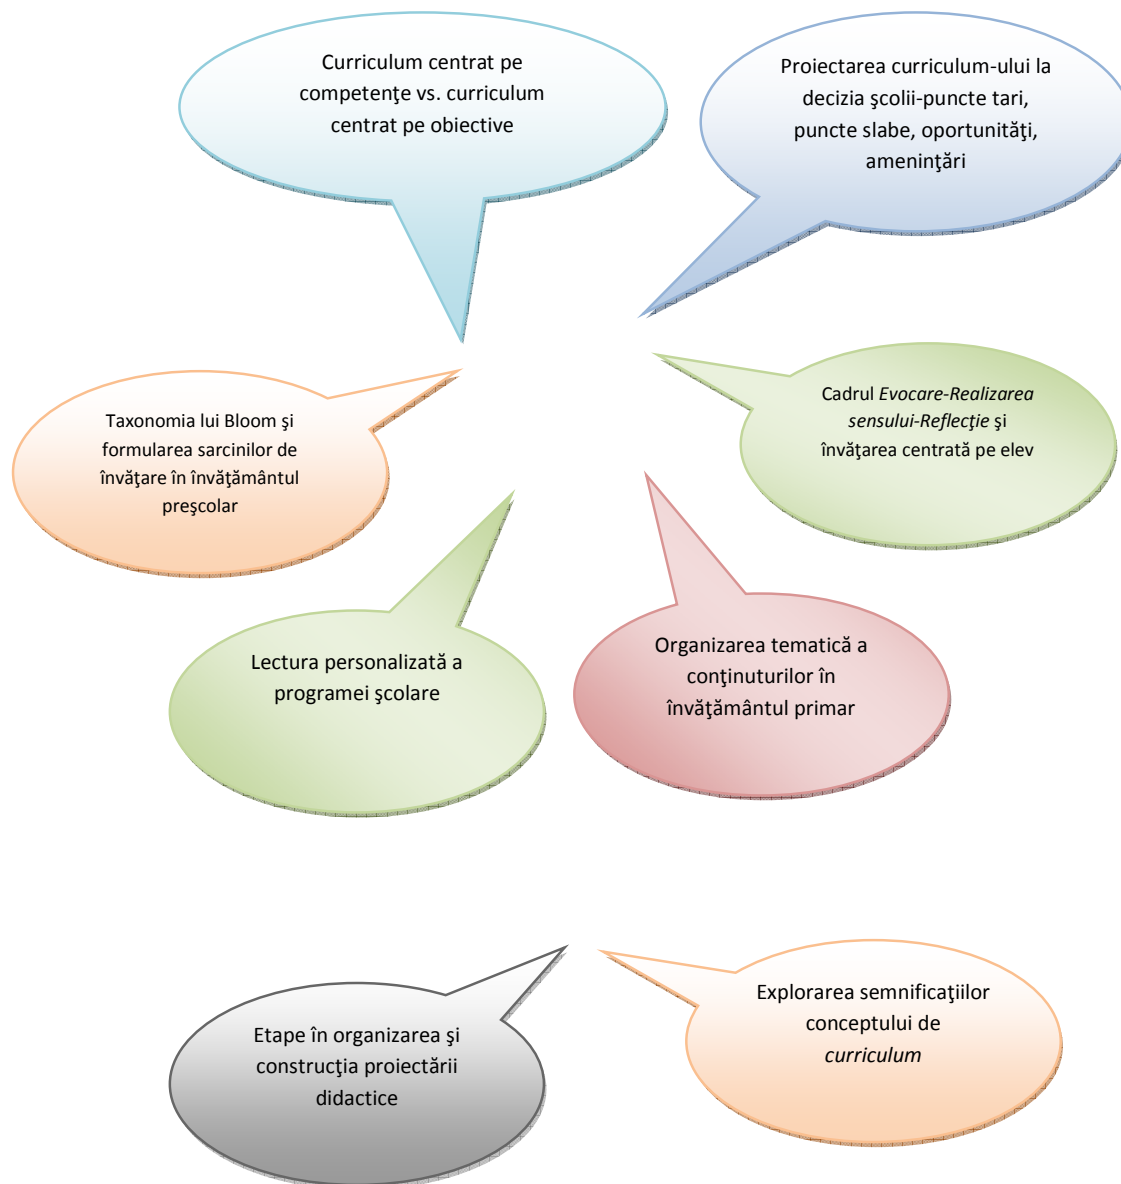 Curriculum centrat pe
competenţe vs. curriculum
centrat pe obiective
Proiectarea curriculum-ului la
decizia şcolii-puncte tari,
puncte slabe, oportunităţi,
ameninţări
Taxonomia lui Bloom şi
formularea sarcinilor de
învăţare în învăţământul
preşcolar
Cadrul Evocare-Realizarea
sensului-Reflecţie şi
învăţarea centrată pe elev
Lectura personalizată a
programei şcolare
Organizarea tematică a
conţinuturilor în
învăţământul primar
Etape în organizarea şi
construcţia proiectării
didactice
Explorarea semnificaţiilor
conceptului de
curriculum